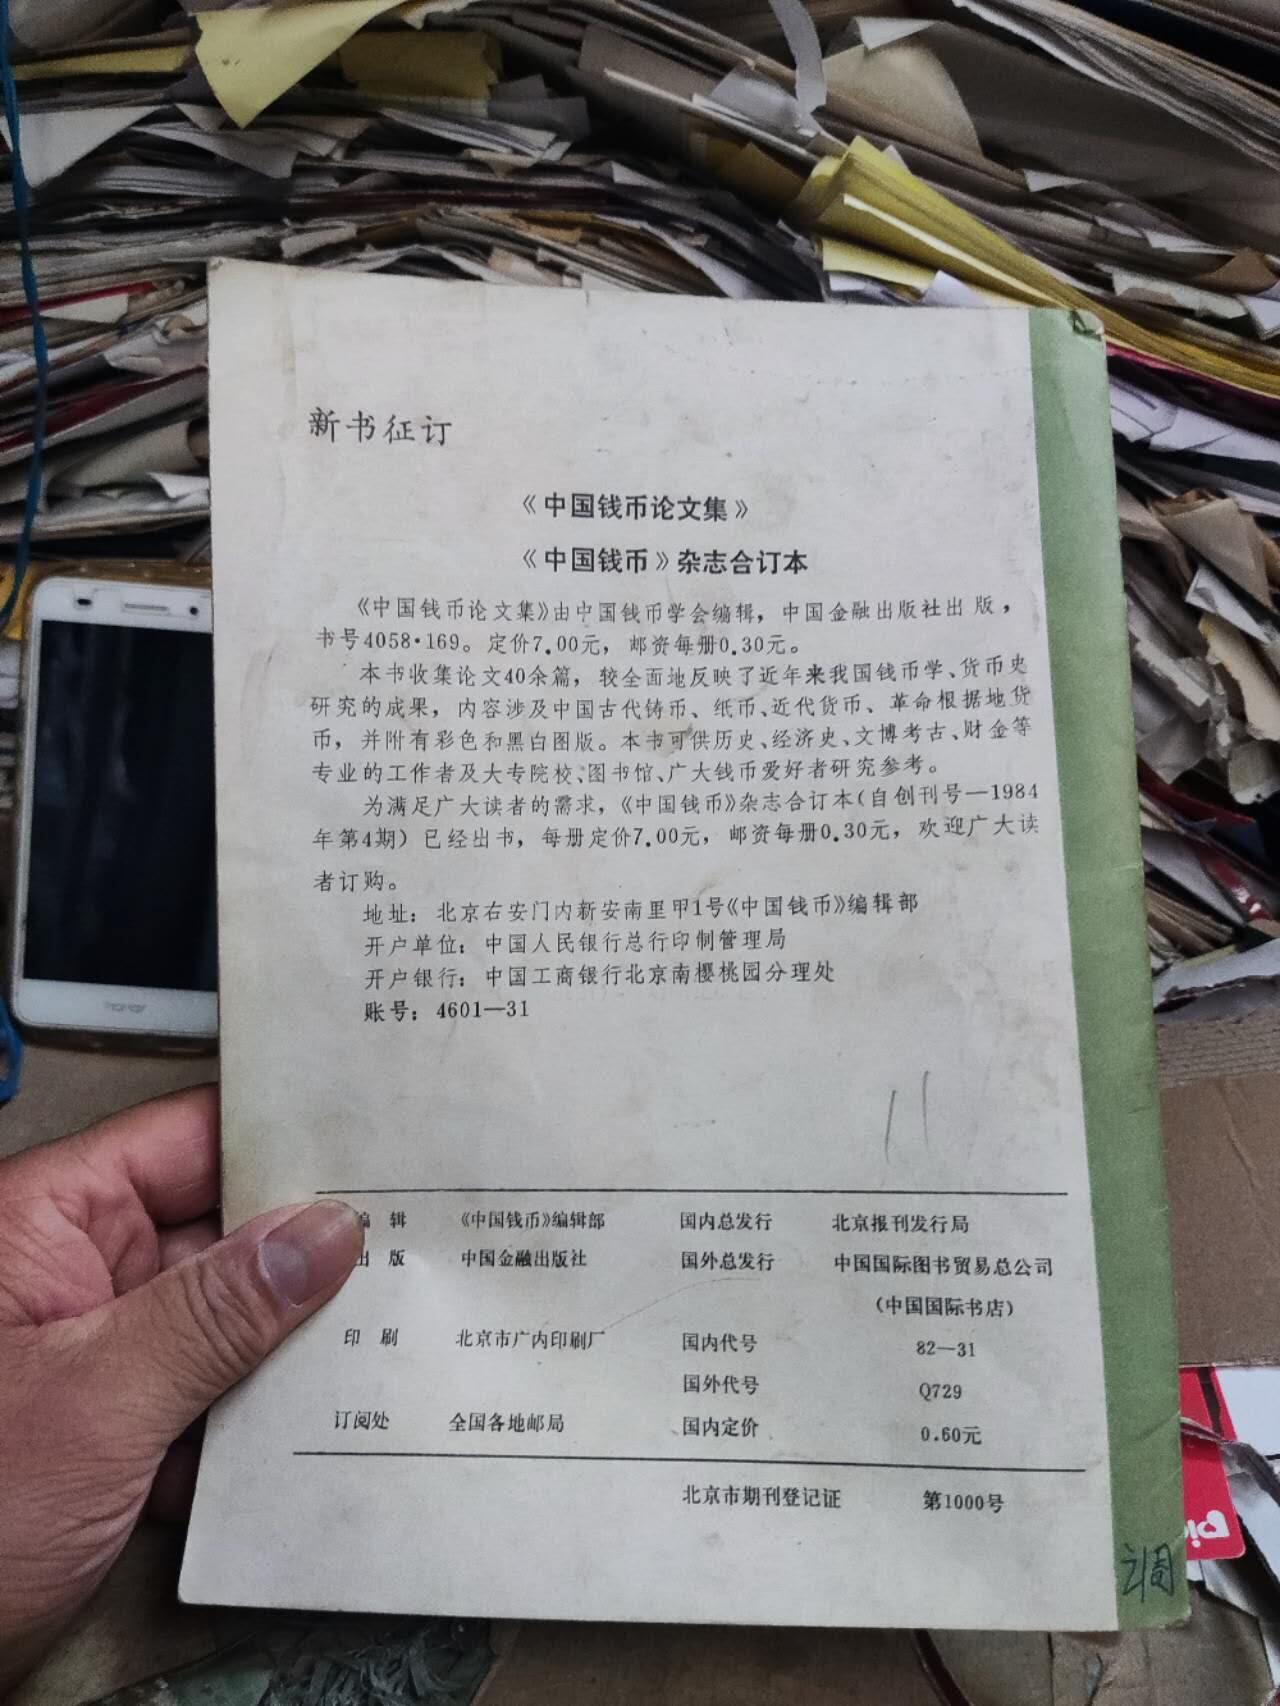 新书征订
《中国钱币论文集》
《中国钱币》杂志合订本
《中国钱币论文集》由中国钱币学会编辑，中国金融出版社出版，
书号4058·169。定价7.00元，邮资每册0.30元。
本书收集论文40余篇，较全面地反映了近年来我国钱币学、货币史
研究的成果，内容涉及中国古代铸币、纸币、近代货币、革命根据地货
币，并附有彩色和黑白图版。本书可供历史、经济史、文博考古、财金等
专业的工作者及大专院校、图书馆、广大钱币爱好者研究参考。
为满足广大读者的需求，《中国钱币》杂志合订本（自创刊号—1984
年第4期）已经出书，每册定价7.00元，邮资每册0.30元，欢迎广大读
者订购。
地址：北京右安门内新安南里甲1号《中国钱币》编辑部
开户单位：中国人民银行总行印制管理局
开户银行：中国工商银行北京南樱桃园分理处
账号：4601—31
编 辑 《中国钱币》编辑部 国内总发行 北京报刊发行局
出 版 中国金融出版社 国外总发行 中国国际图书贸易总公司
（中国国际书店）
印 刷 北京市广内印刷厂 国内代号 82—31
国外代号 Q729
订阅处 全国各地邮局 国内定价 0.60元
北京市期刊登记证 第1000号
调
honor